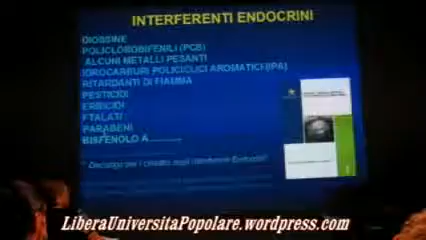 INTERFERENTI ENDOCRINI
DIOSSINE
POLICLOROBIFENILI (PCB)
ALCUNI METALLI PESANTI
IDROCARBURI POLICICLICI AROMATICI (IPA)
RITARDANTI DI FIAMMA
PESTICIDI
ERBICIDI
FTALATI
PARABENI
BISFENOLO A...........
LiberaUniversitaPopolare.wordpress.com